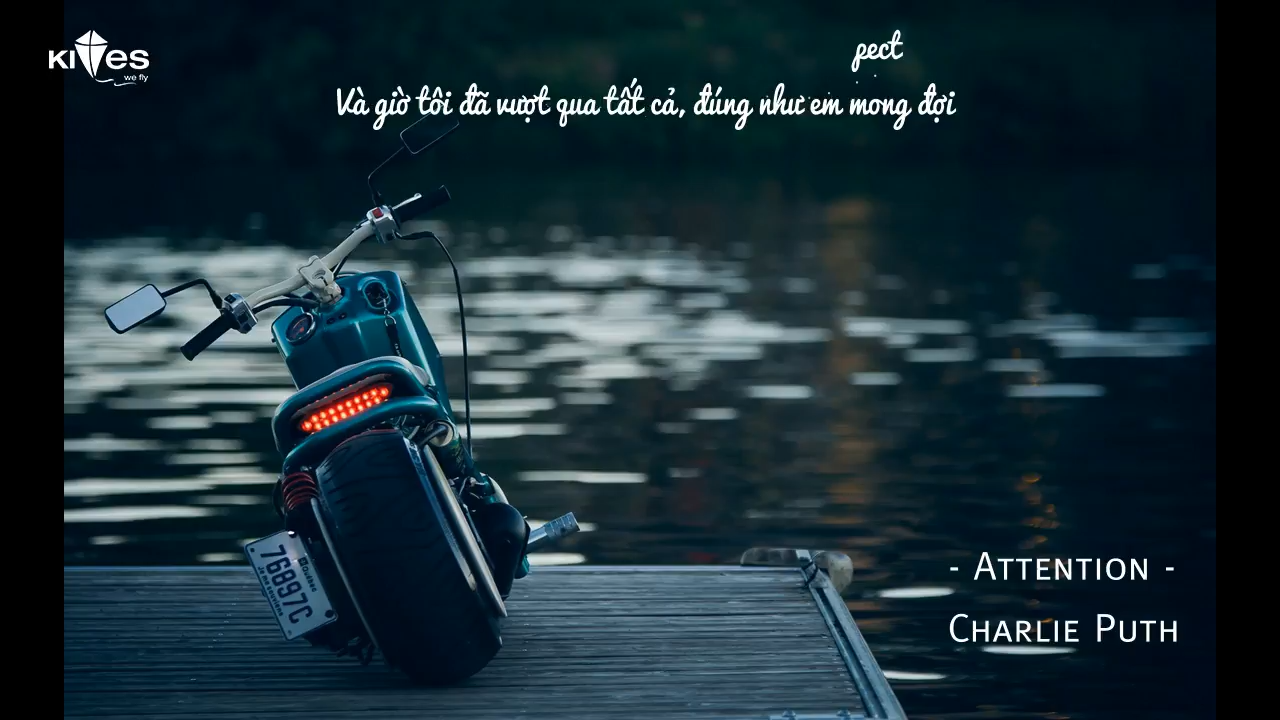 KITES
we fly
pect
Và giờ tôi đã vượt qua tất cả, đúng như em mong đợi
76897C
- ATTENTION -
CHARLIE PUTH